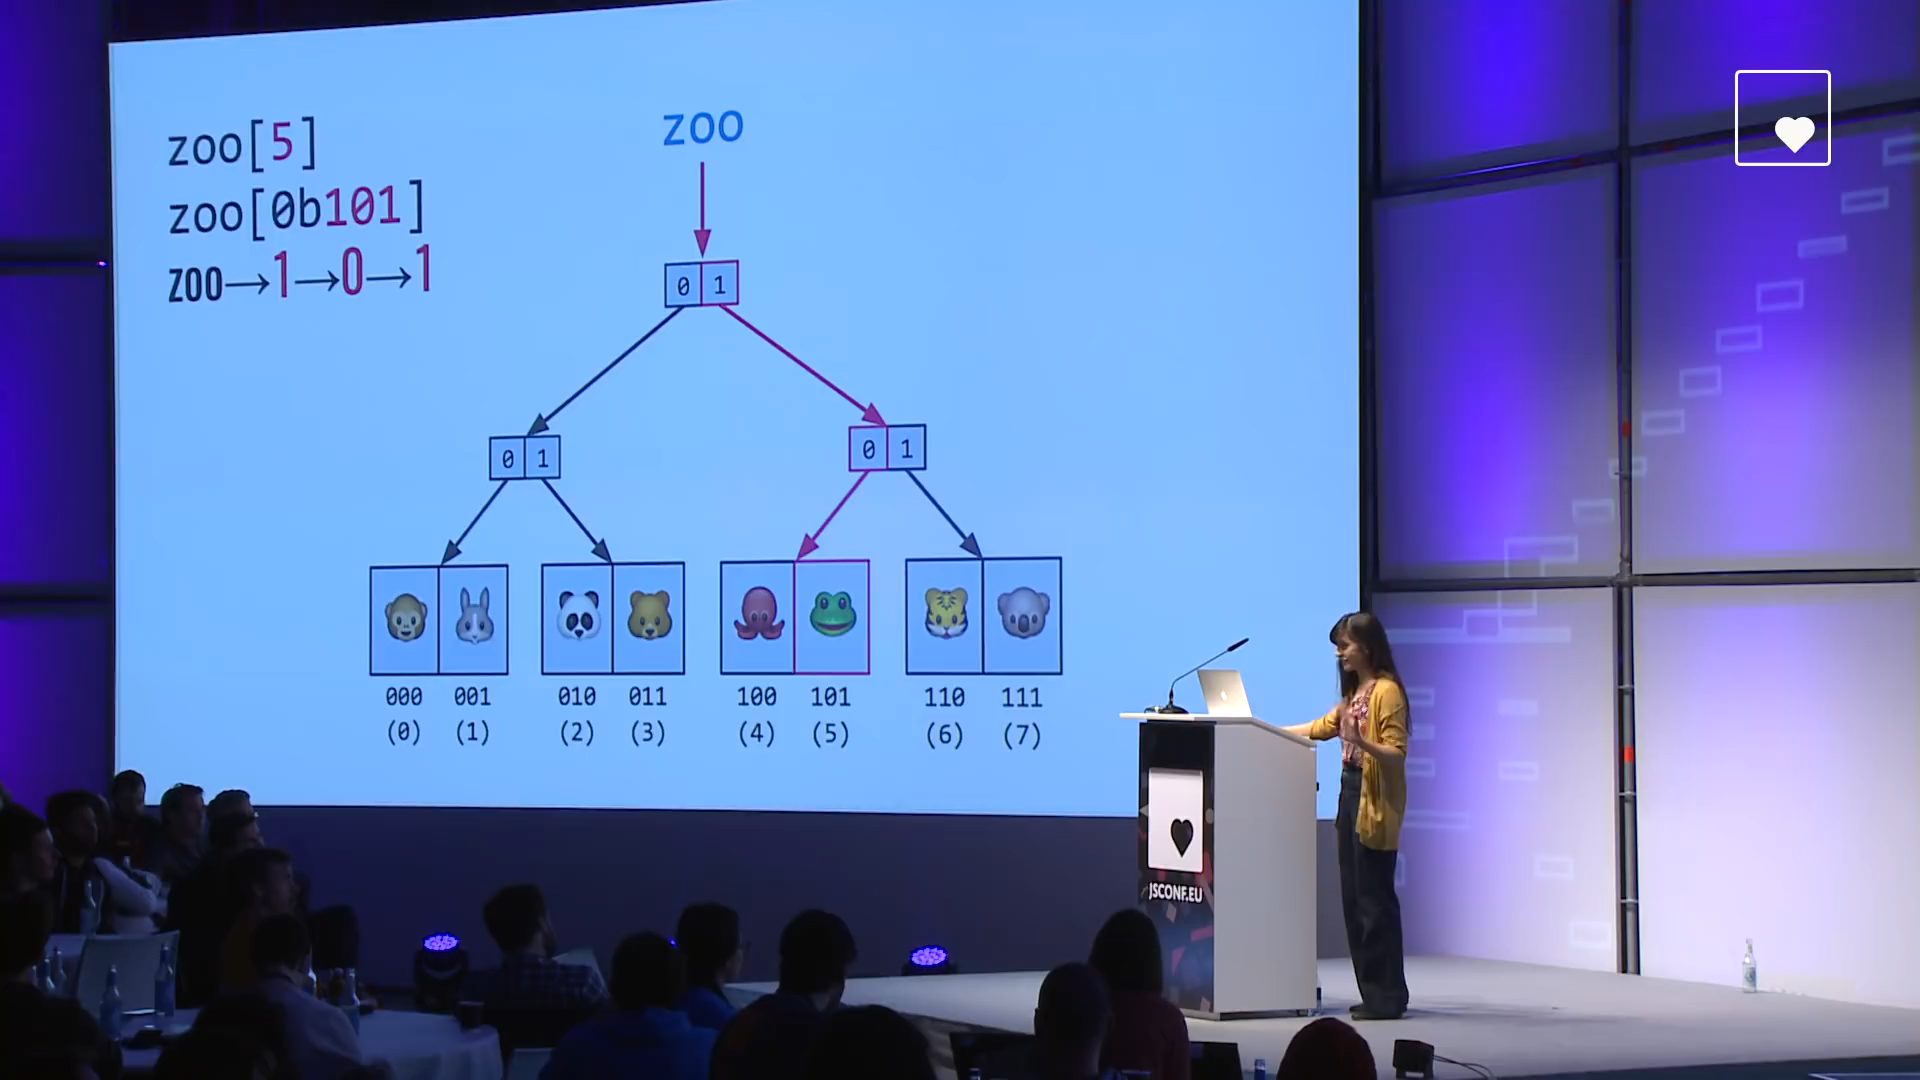 zoo[5]
zoo[0b101]
zoo→1→0→1
zoo
0 1
0 1
0 1
000 001 010 011 100 101 110 111
(0) (1) (2) (3) (4) (5) (6) (7)
JSCONF.EU